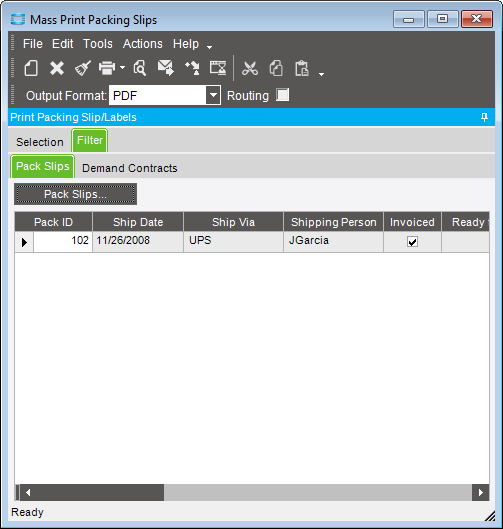 Mass Print Packing Slips
File Edit Tools Actions Help
Output Format: PDF Routing
Print Packing Slip/Labels
Selection Filter
Pack Slips Demand Contracts
Pack Slips...
Pack ID Ship Date Ship Via Shipping Person Invoiced Ready
102 11/26/2008 UPS JGarcia
Ready